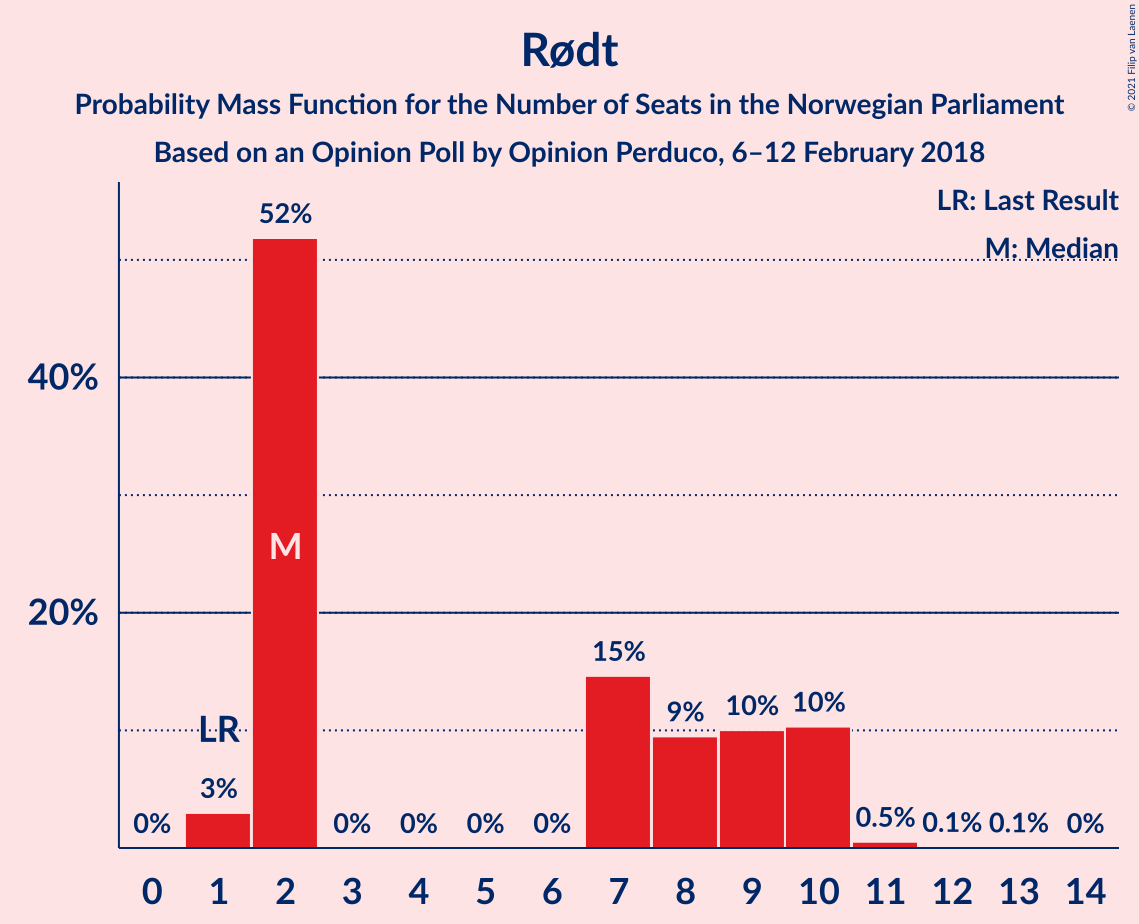 Rødt
Probability Mass Function for the Number of Seats in the Norwegian Parliament
Based on an Opinion Poll by Opinion Perduco, 6–12 February 2018
© 2021 Filip van Laenen
LR: Last Result
M: Median
52%
40%
M
20%
15%
9%
10%
10%
LR
3%
0%
0%
0%
0%
0%
0.5%
0.1%
0.1%
0%
0 1 2 3 4 5 6 7 8 9 10 11 12 13 14